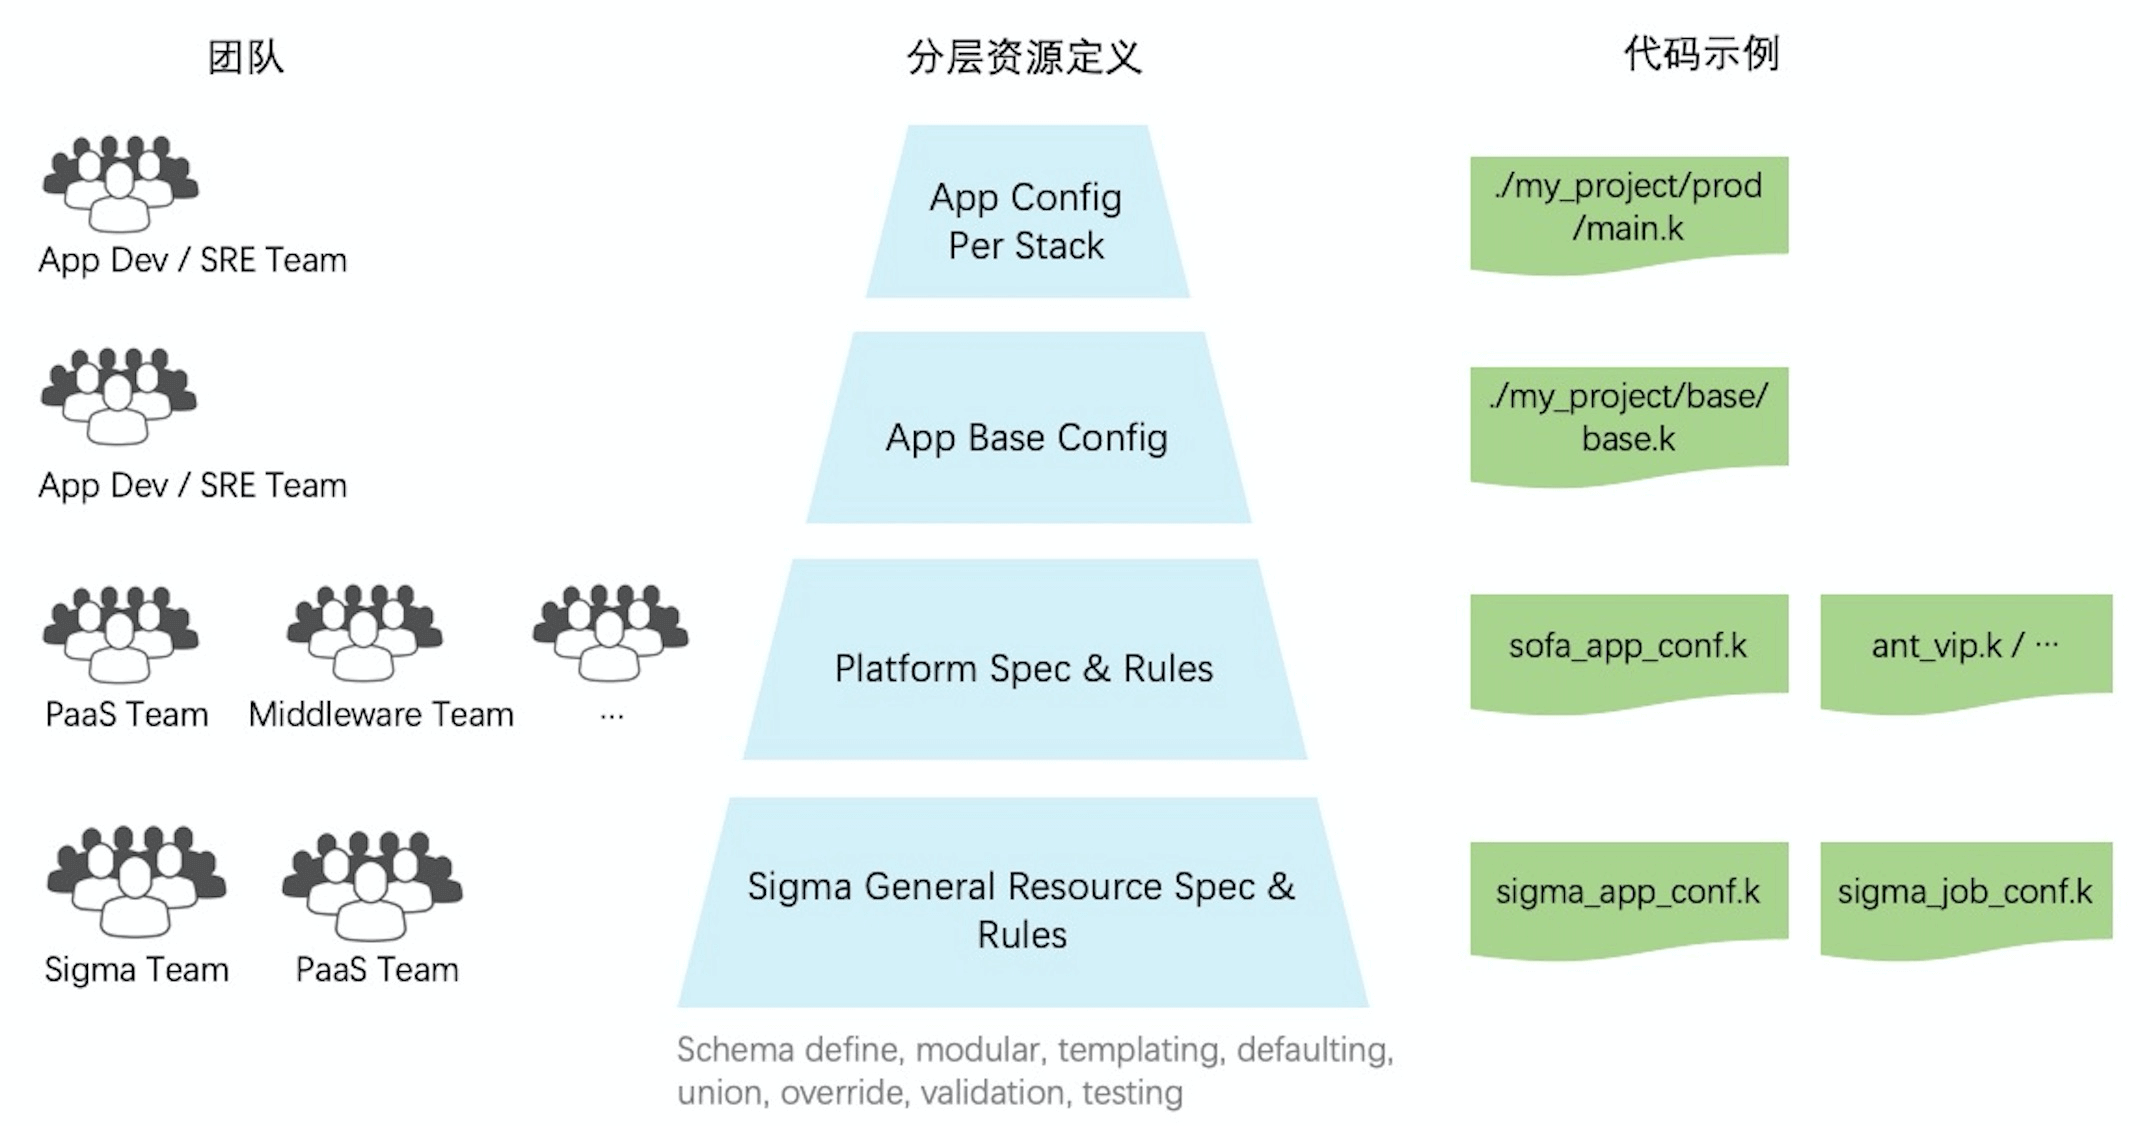 团队
分层资源定义
代码示例
App Dev / SRE Team
App Config
Per Stack
./my_project/prod
/main.k
App Dev / SRE Team
App Base Config
./my_project/base/
base.k
PaaS Team
Middleware Team
...
Platform Spec & Rules
sofa_app_conf.k
ant_vip.k / ...
Sigma Team
PaaS Team
Sigma General Resource Spec &
Rules
sigma_app_conf.k
sigma_job_conf.k
Schema define, modular, templating, defaulting,
union, override, validation, testing